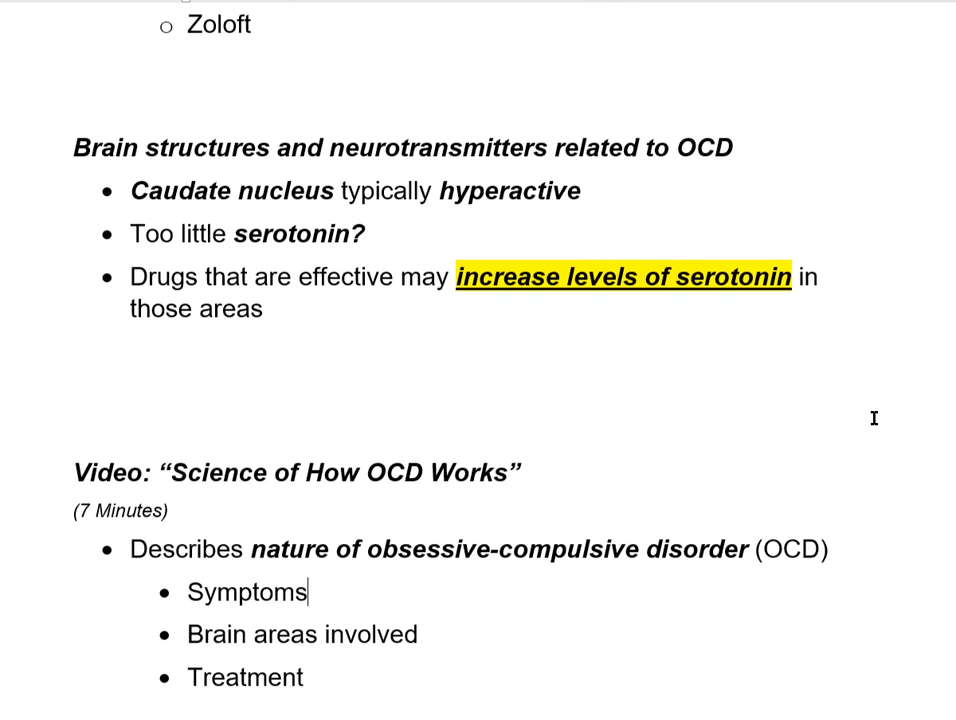 o Zoloft
Brain structures and neurotransmitters related to OCD
• Caudate nucleus typically hyperactive
• Too little serotonin?
• Drugs that are effective may increase levels of serotonin in
those areas
Video: “Science of How OCD Works”
(7 Minutes)
• Describes nature of obsessive-compulsive disorder (OCD)
• Symptoms
• Brain areas involved
• Treatment